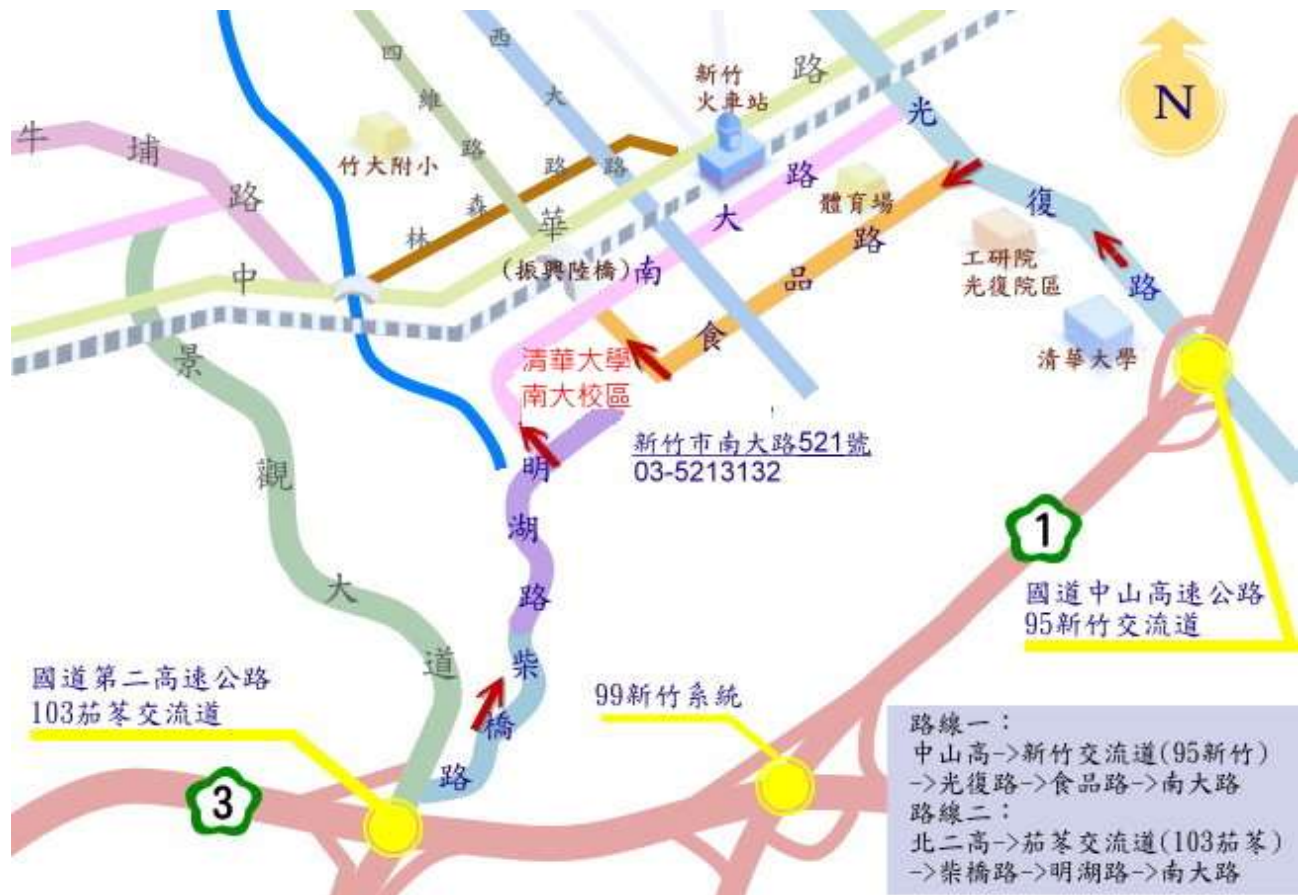 N
新竹
火車站
四維路
西大路
竹大附小
林森路
牛埔路
中華路
(振興陸橋)
南大路
體育場
光復路
工研院
光復院區
清華大學
食品路
清華大學(
南大校區
新竹市南大路521號
03-5213132
景觀大道
明湖路
柴橋路
1
國道中山高速公路
95新竹交流道
國道第二高速公路
103茄苳交流道
3
99新竹系統
路線一：
中山高->新竹交流道(95新竹)
->光復路->食品路->南大路
路線二：
北二高->茄苳交流道(103茄苳)
->柴橋路->明湖路->南大路